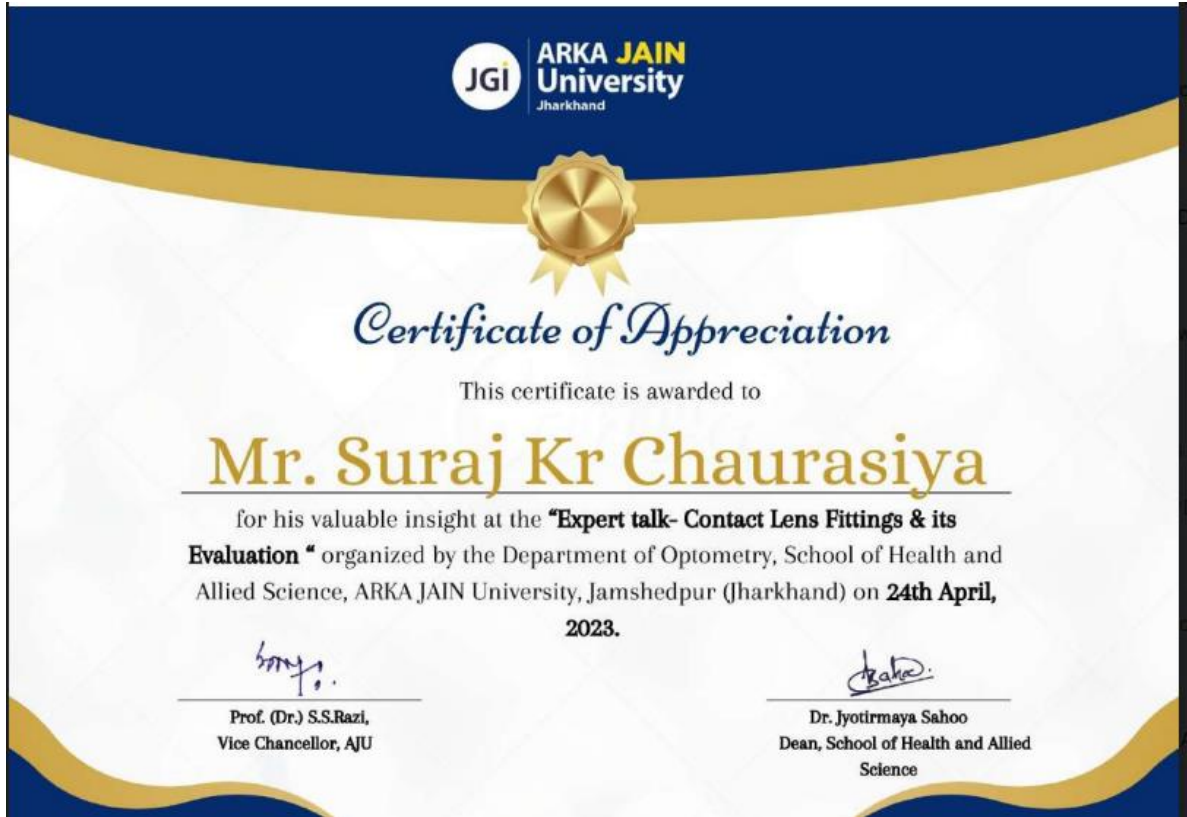 JGi
ARKA JAIN
University
Jharkhand
Certificate of Appreciation
This certificate is awarded to
Mr. Suraj Kr Chaurasiya
for his valuable insight at the "Expert talk- Contact Lens Fittings & its
Evaluation “ organized by the Department of Optometry, School of Health and
Allied Science, ARKA JAIN University, Jamshedpur (Jharkhand) on 24th April,
2023.
Prof. (Dr.) S.S.Razi,
Vice Chancellor, AJU
Dr. Jyotirmaya Sahoo
Dean, School of Health and Allied
Science